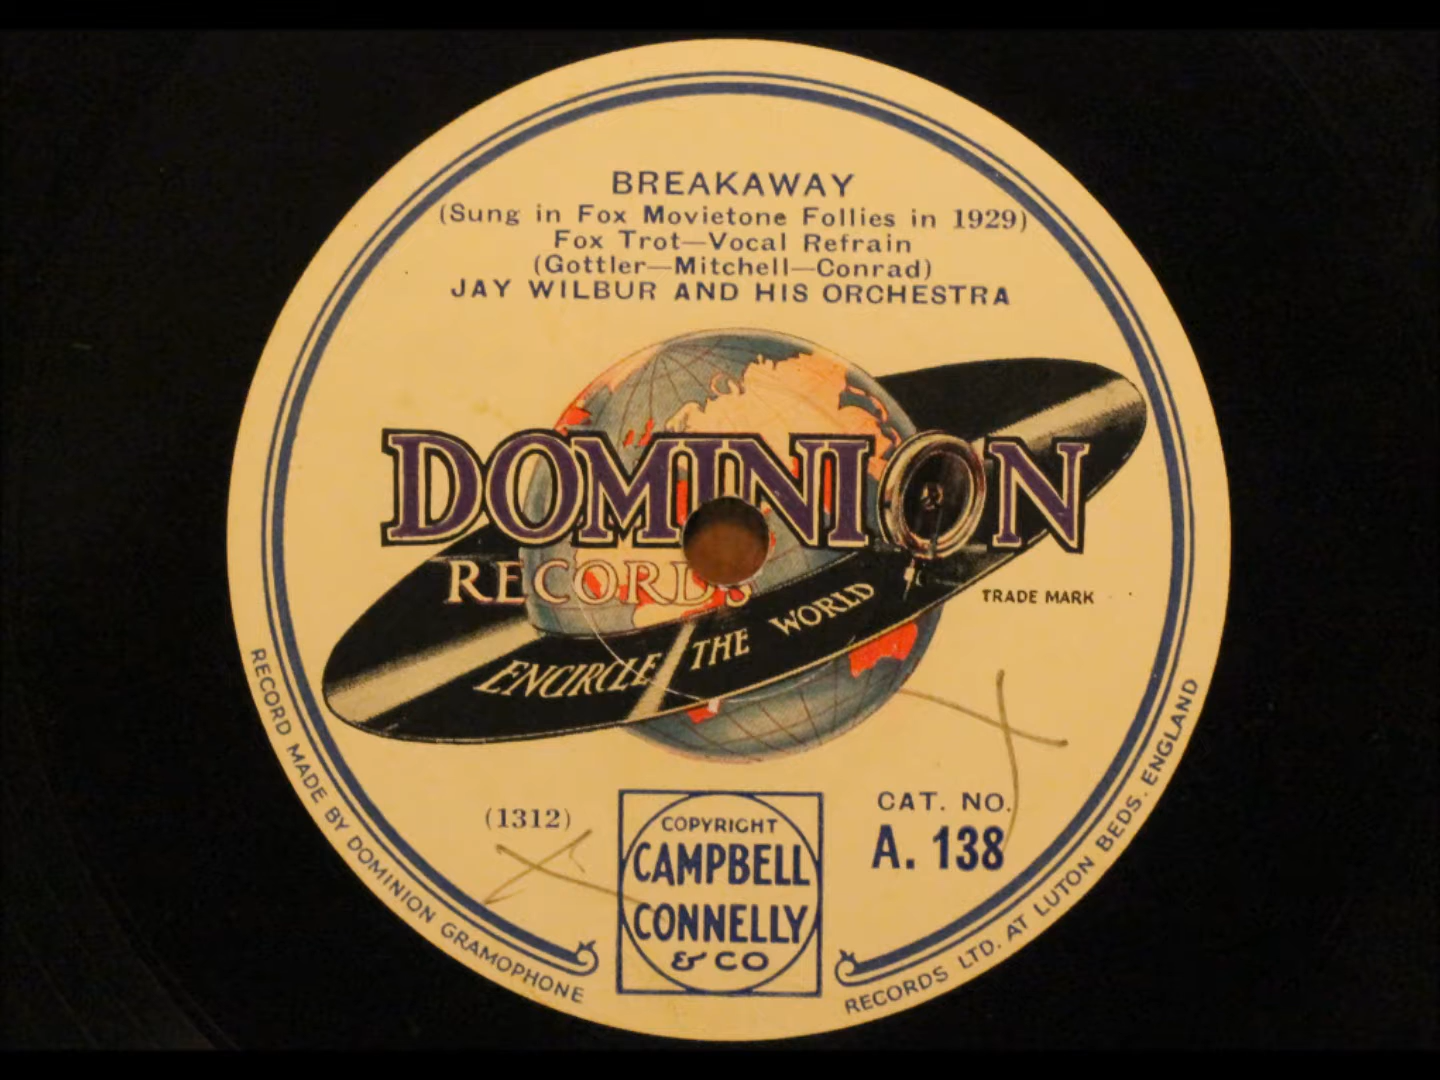 BREAKAWAY
(Sung in Fox Movietone Follies in 1929)
Fox Trot—Vocal Refrain
(Gottler—Mitchell—Conrad)
JAY WILBUR AND HIS ORCHESTRA
DOMINION
RECORDS
ENCIRCLE THE WORLD
TRADE MARK
(1312)
COPYRIGHT
CAMPBELL
CONNELLY
& CO
CAT. NO.
A. 138
RECORD MADE BY DOMINION GRAMOPHONE
RECORDS LTD. AT LUTON BEDS. ENGLAND